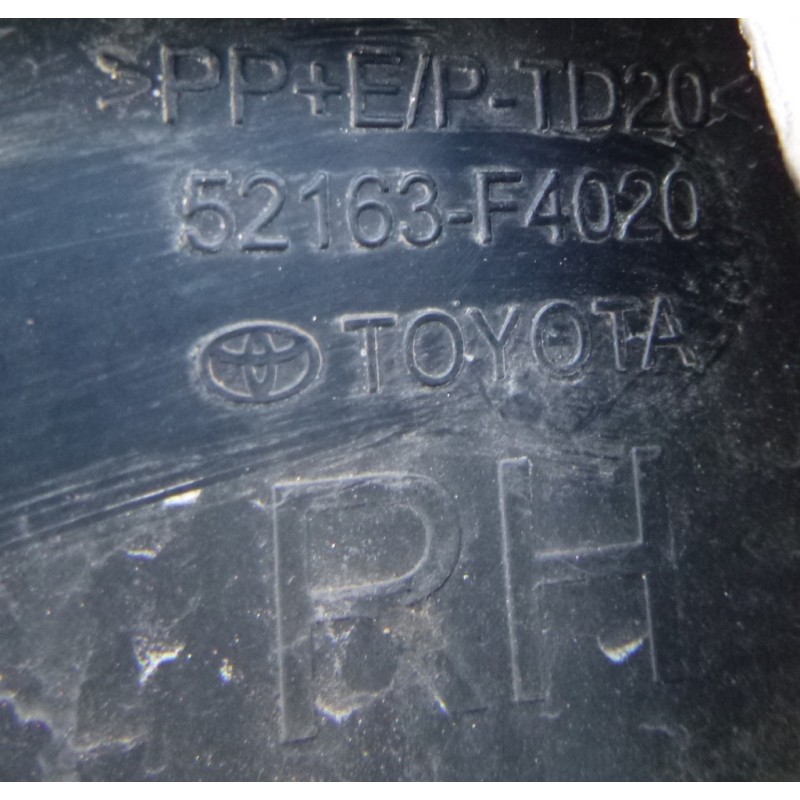 >PP+E/P-TD20<
52163-F4020
TOYOTA
RH